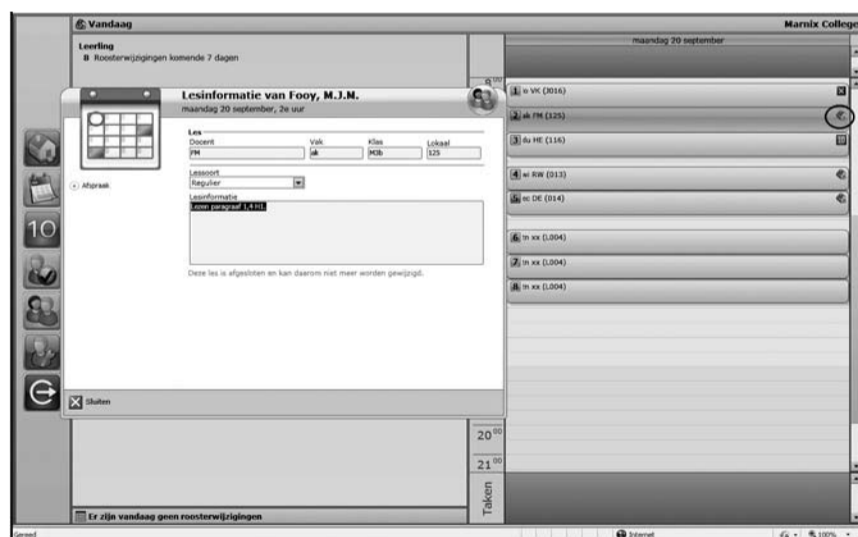 Vandaag
Marnix College
Leerling
8 Roosterwijzigingen komende 7 dagen
maandag 20 september
Lesinformatie van Fooy, M.J.M.
maandag 20 september, 2e uur
Les
Docent Vak Klas Lokaal
FM ak M3b 125
Afspraak
Lessoort
Regulier
Lesinformatie
Lezen paragraaf 1,4 H1.
Deze les is afgesloten en kan daarom niet meer worden gewijzigd.
Sluiten
10
1 VK (J016)
2 ak FM (125)
3 du HE (116)
4 wi RW (013)
5 ec DE (014)
6 tn xx (L004)
7 tn xx (L004)
8 tn xx (L004)
20 00
21 00
Taken
Er zijn vandaag geen roosterwijzigingen
Gereed
Internet
100%